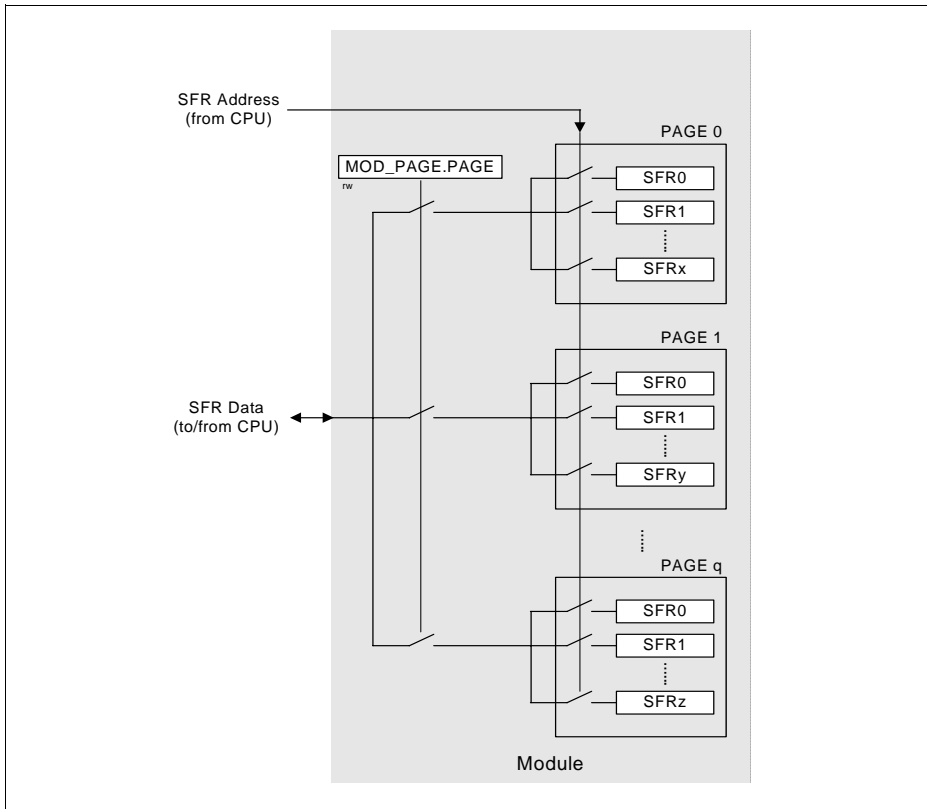 SFR Address
(from CPU)
PAGE 0
MOD_PAGE.PAGE
rw
SFR0
SFR1
SFRx
PAGE 1
SFR0
SFR1
SFRy
SFR Data
(to/from CPU)
PAGE q
SFR0
SFR1
SFRz
Module